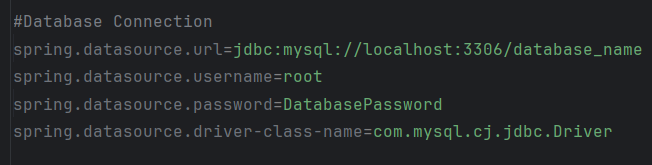 #Database Connection
spring.datasource.url=jdbc:mysql://localhost:3306/database_name
spring.datasource.username=root
spring.datasource.password=DatabasePassword
spring.datasource.driver-class-name=com.mysql.cj.jdbc.Driver